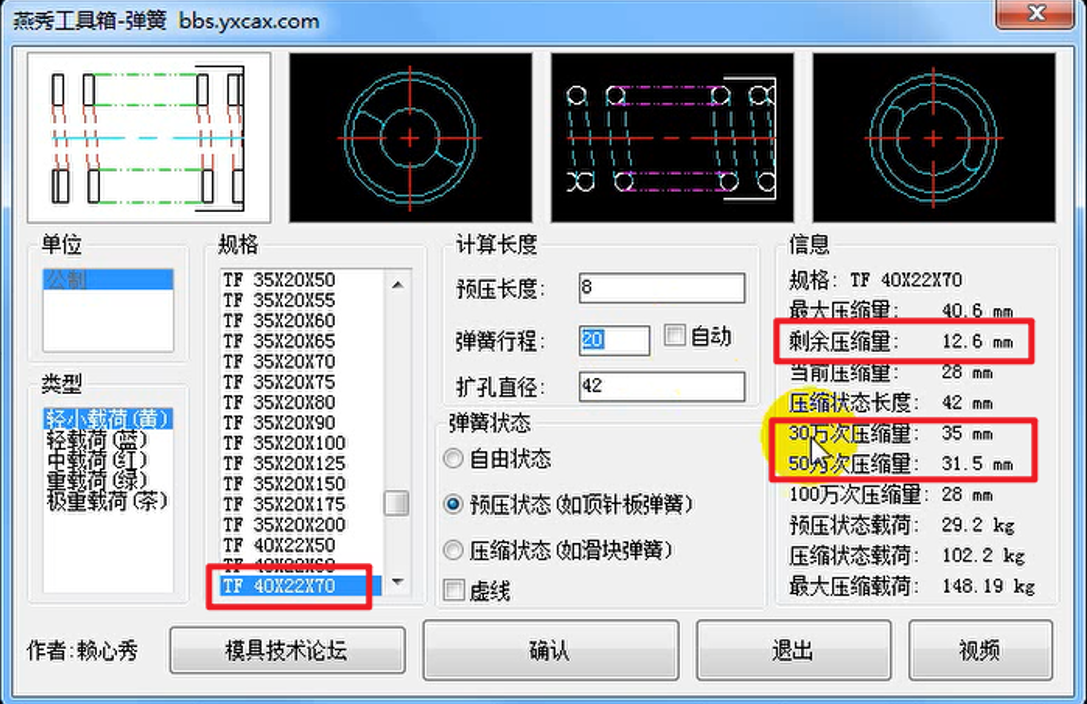 燕秀工具箱-弹簧 bbs.yxcax.com
单位
公制
类型
轻小载荷(黄)
轻载荷(蓝)
中载荷(红)
重载荷(绿)
极重载荷(茶)
规格
TF 35X20X50
TF 35X20X55
TF 35X20X60
TF 35X20X65
TF 35X20X70
TF 35X20X75
TF 35X20X80
TF 35X20X90
TF 35X20X100
TF 35X20X125
TF 35X20X150
TF 35X20X175
TF 35X20X200
TF 40X22X50
TF 40X22X60
TF 40X22X70
计算长度
预压长度: 8
弹簧行程: 20 自动
扩孔直径: 42
弹簧状态
自由状态
预压状态(如顶针板弹簧)
压缩状态(如滑块弹簧)
虚线
信息
规格: TF 40X22X70
最大压缩量: 40.6 mm
剩余压缩量: 12.6 mm
当前压缩量: 28 mm
压缩状态长度: 42 mm
30万次压缩量: 35 mm
50万次压缩量: 31.5 mm
100万次压缩量: 28 mm
预压状态载荷: 29.2 kg
压缩状态载荷: 102.2 kg
最大压缩载荷: 148.19 kg
作者:赖心秀 模具技术论坛 确认 退出 视频